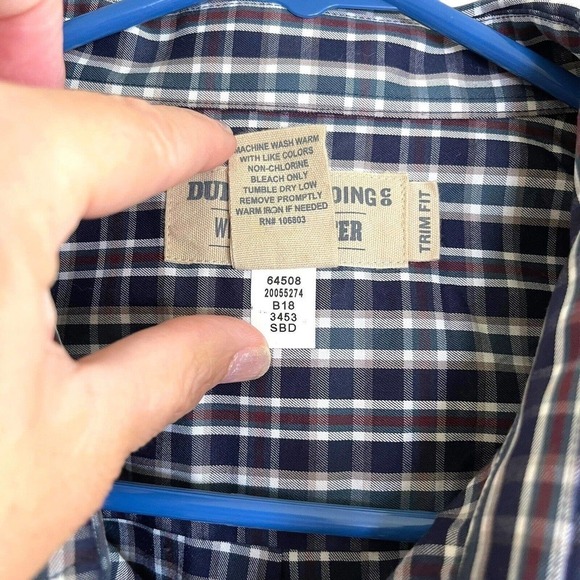 MACHINE WASH WARM
WITH LIKE COLORS
NON-CHLORINE
BLEACH ONLY
TUMBLE DRY LOW
REMOVE PROMPTLY
WARM IRON IF NEEDED
RN# 106803
64508
20055274
B18
3453
SBD
TRIM FIT
CO